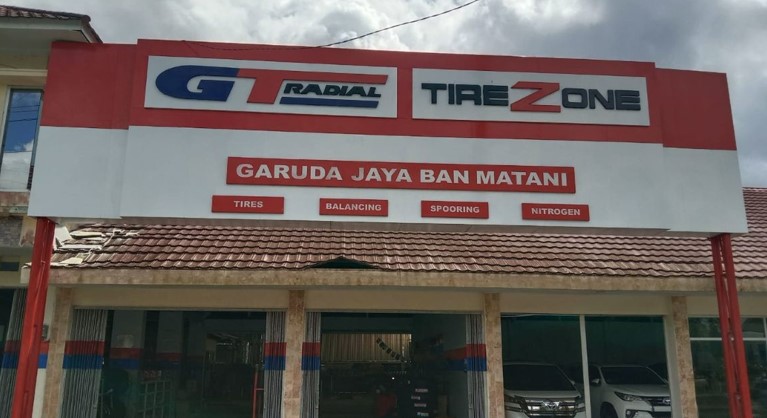 GT RADIAL TIREZONE
GARUDA JAYA BAN MATANI
TIRES BALANCING SPOORING NITROGEN